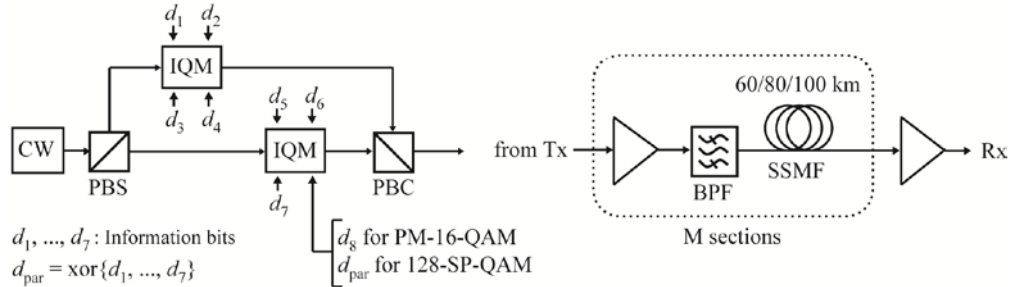 d1 d2
IQM
d3 d4
d5 d6
CW
IQM
PBS
d7
PBC
d1, ..., d7 : Information bits
dpar = xor{d1, ..., d7}
d8 for PM-16-QAM
dpar for 128-SP-QAM
60/80/100 km
from Tx
BPF
SSMF
Rx
M sections